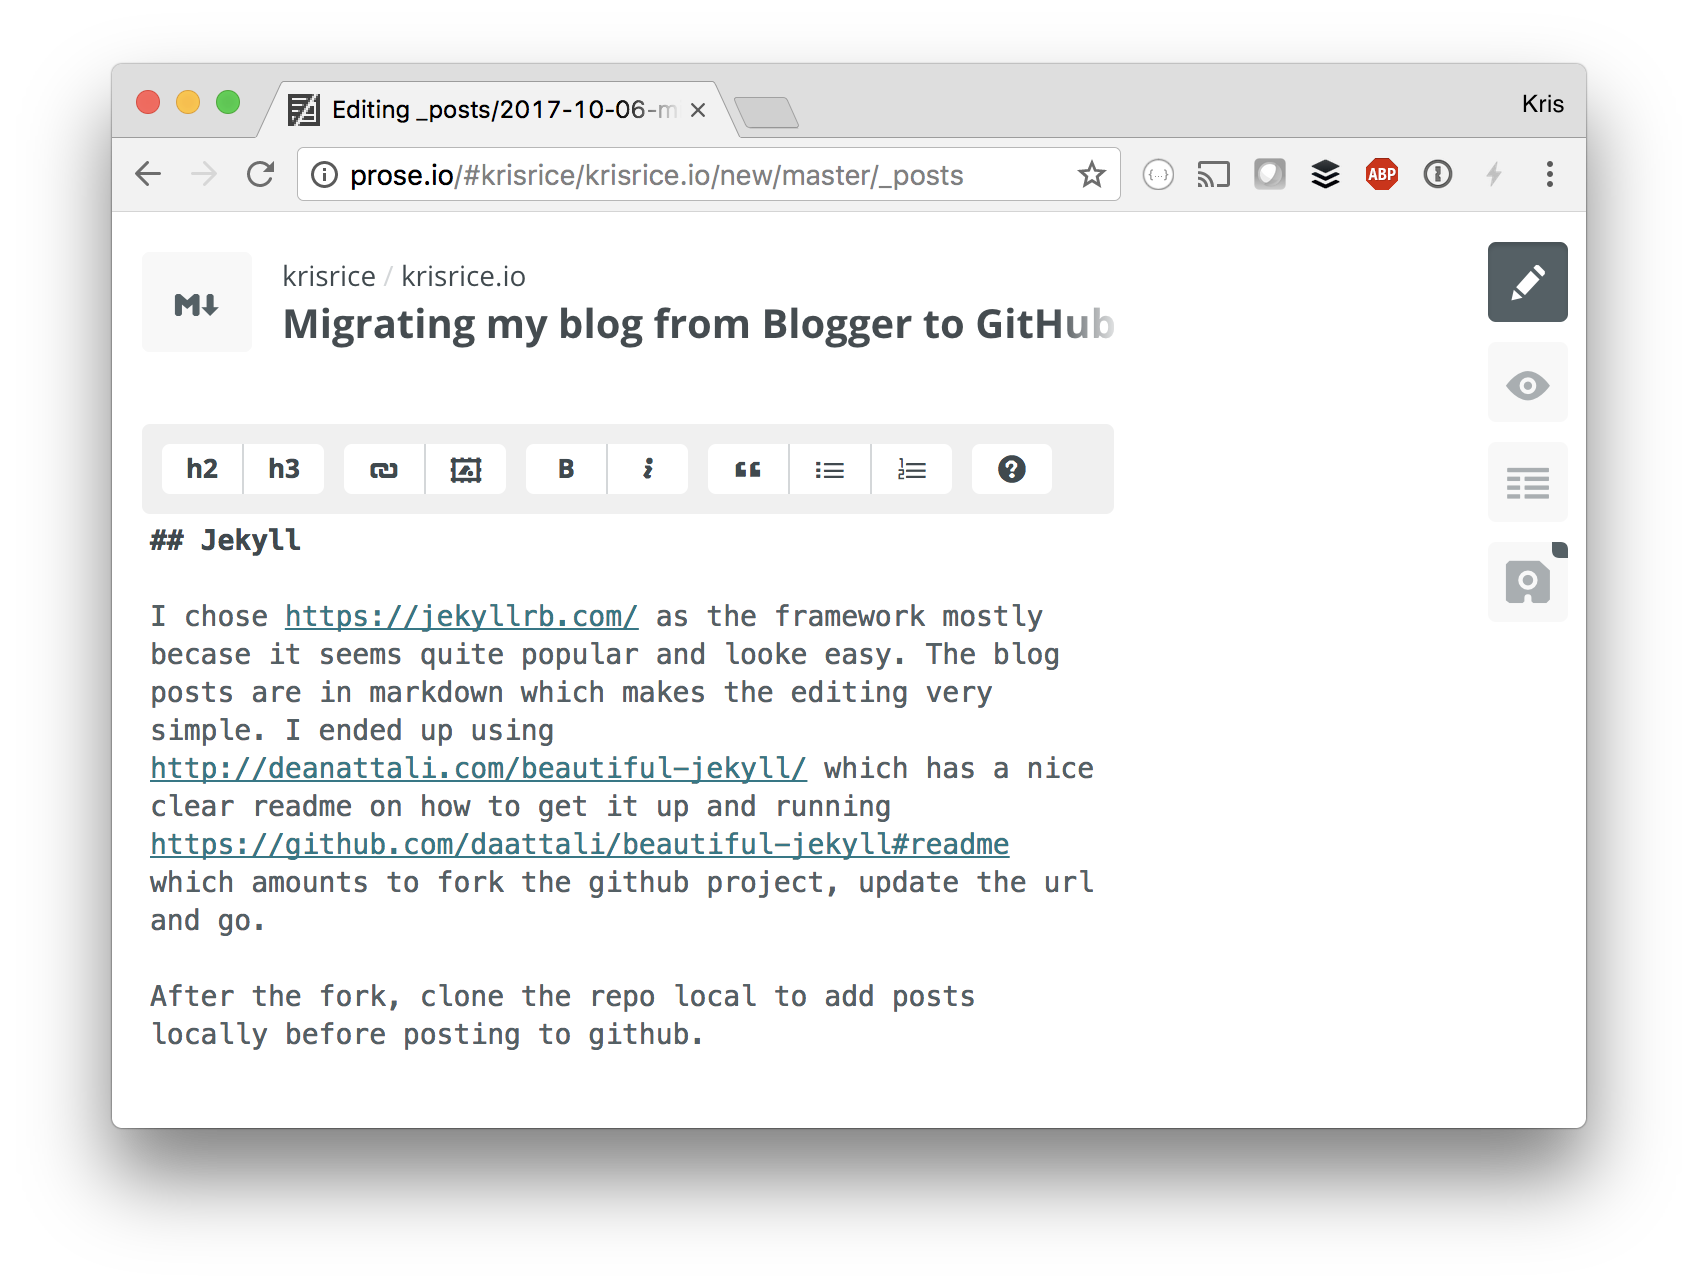 Editing _posts/2017-10-06-m
Kris
prose.io/#krisrice/krisrice.io/new/master/_posts
{...}
ABP
M
krisrice / krisrice.io
Migrating my blog from Blogger to GitHub
h2 h3 B i “ 1 2 ?
## Jekyll
I chose https://jekyllrb.com/ as the framework mostly
becase it seems quite popular and looke easy. The blog
posts are in markdown which makes the editing very
simple. I ended up using
http://deanattali.com/beautiful-jekyll/ which has a nice
clear readme on how to get it up and running
https://github.com/daattali/beautiful-jekyll#readme
which amounts to fork the github project, update the url
and go.
After the fork, clone the repo local to add posts
locally before posting to github.